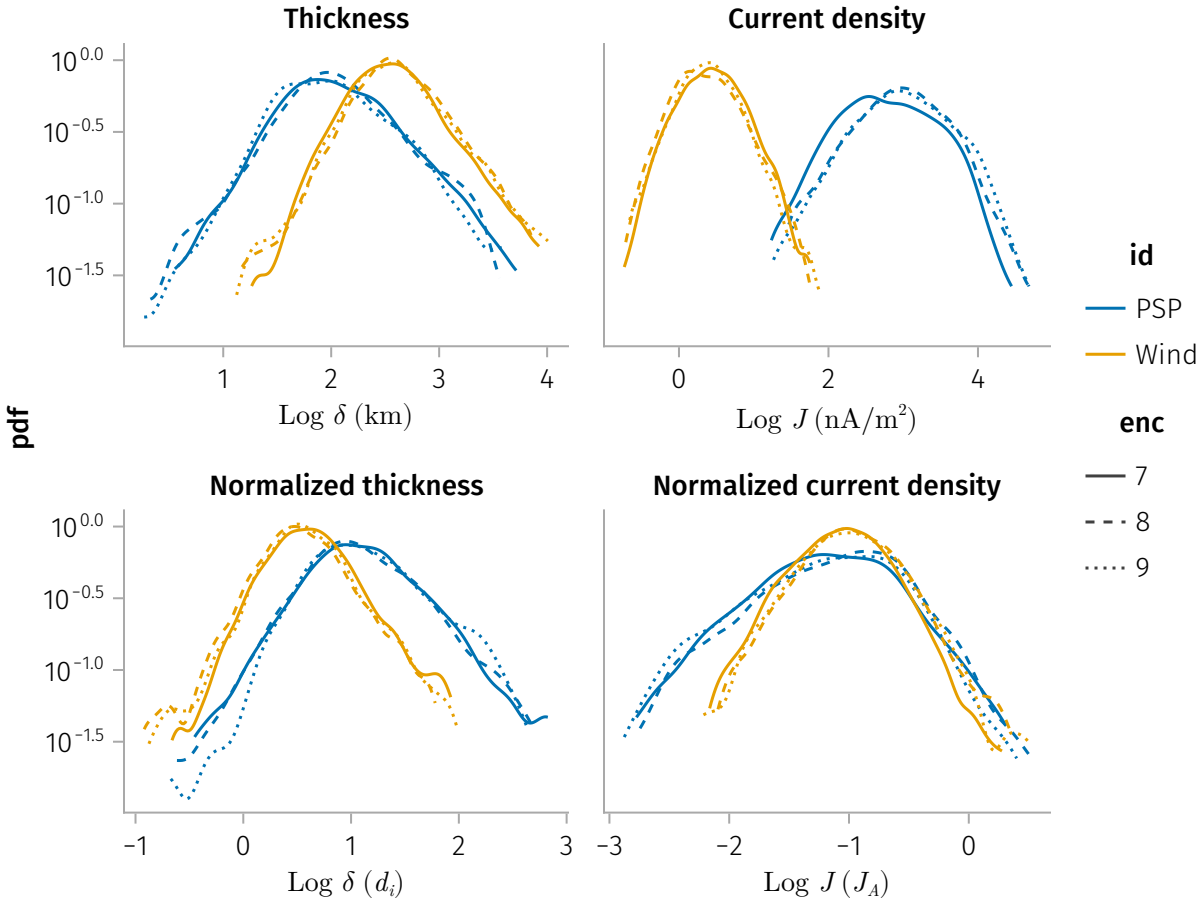 Thickness
Current density
10^0.0
10^−0.5
10^−1.0
10^−1.5
1 2 3 4
0 2 4
Log δ (km)
Log J (nA/m²)
pdf
id
PSP
Wind
enc
7
8
9
Normalized thickness
Normalized current density
10^0.0
10^−0.5
10^−1.0
10^−1.5
−1 0 1 2 3
−3 −2 −1 0
Log δ (d_i)
Log J (J_A)